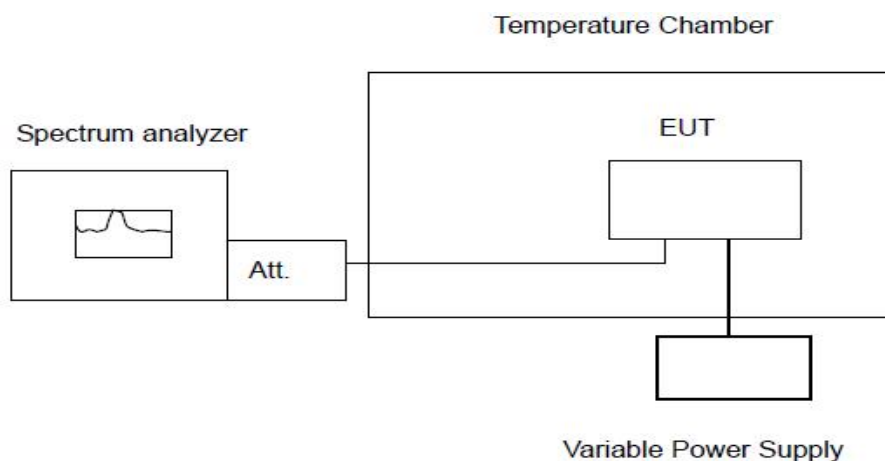 Temperature Chamber
Spectrum analyzer
EUT
Att.
Variable Power Supply